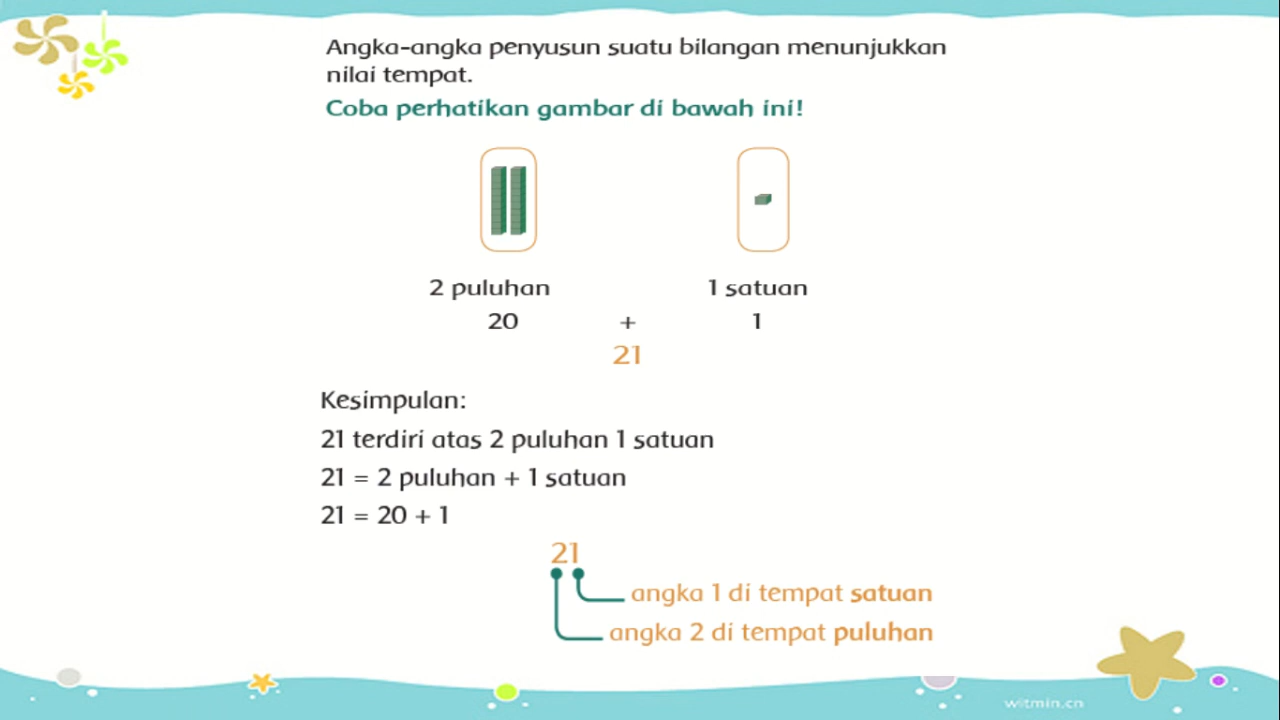 Angka-angka penyusun suatu bilangan menunjukkan
nilai tempat.
Coba perhatikan gambar di bawah ini!
2 puluhan 1 satuan
20 + 1
21
Kesimpulan:
21 terdiri atas 2 puluhan 1 satuan
21 = 2 puluhan + 1 satuan
21 = 20 + 1
21
angka 1 di tempat satuan
angka 2 di tempat puluhan
witmin.cn